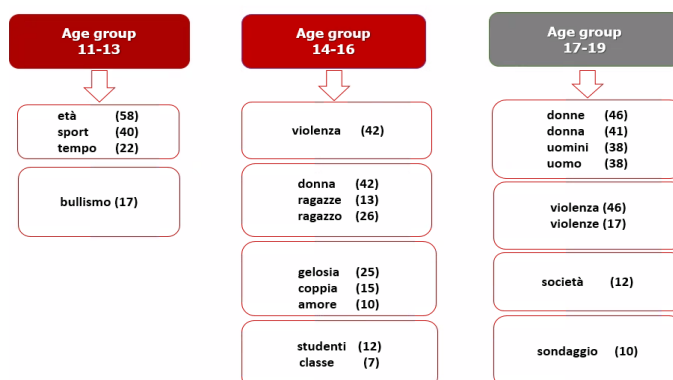 Age group
11-13
età (58)
sport (40)
tempo (22)
bullismo (17)
Age group
14-16
violenza (42)
donna (42)
ragazze (13)
ragazzo (26)
gelosia (25)
coppia (15)
amore (10)
studenti (12)
classe (7)
Age group
17-19
donne (46)
donna (41)
uomini (38)
uomo (38)
violenza (46)
violenze (17)
società (12)
sondaggio (10)